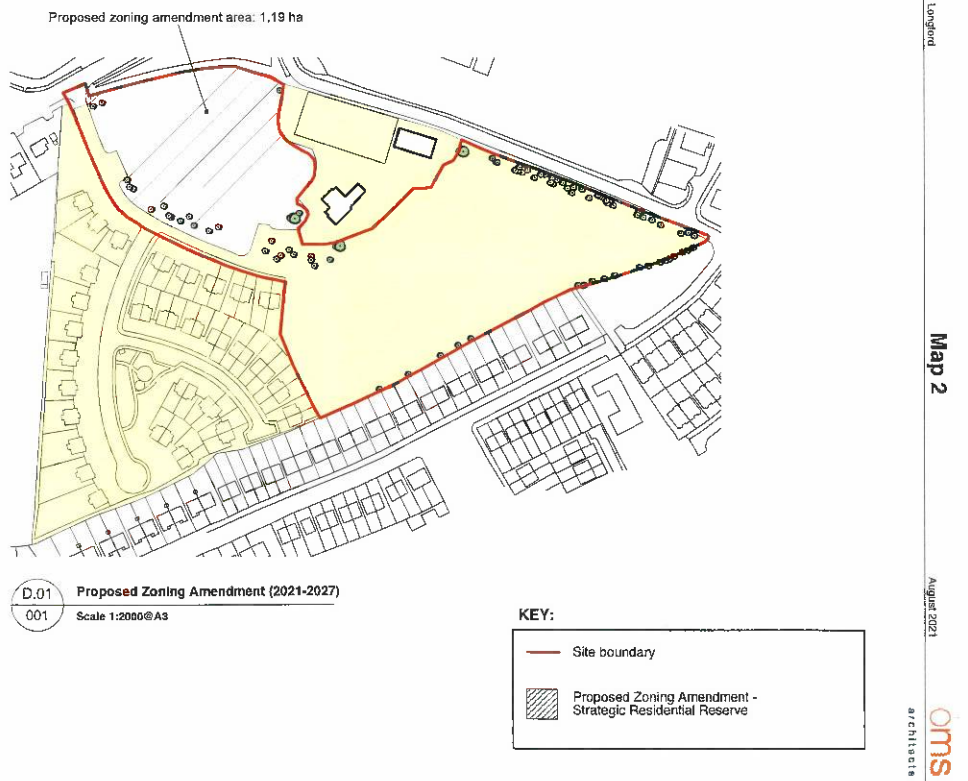 Proposed zoning amendment area: 1,19 ha
D.01
001
Proposed Zoning Amendment (2021-2027)
Scale 1:2000@A3
KEY:
Site boundary
Proposed Zoning Amendment -
Strategic Residential Reserve
Longford
Map 2
August 2021
oms
architects